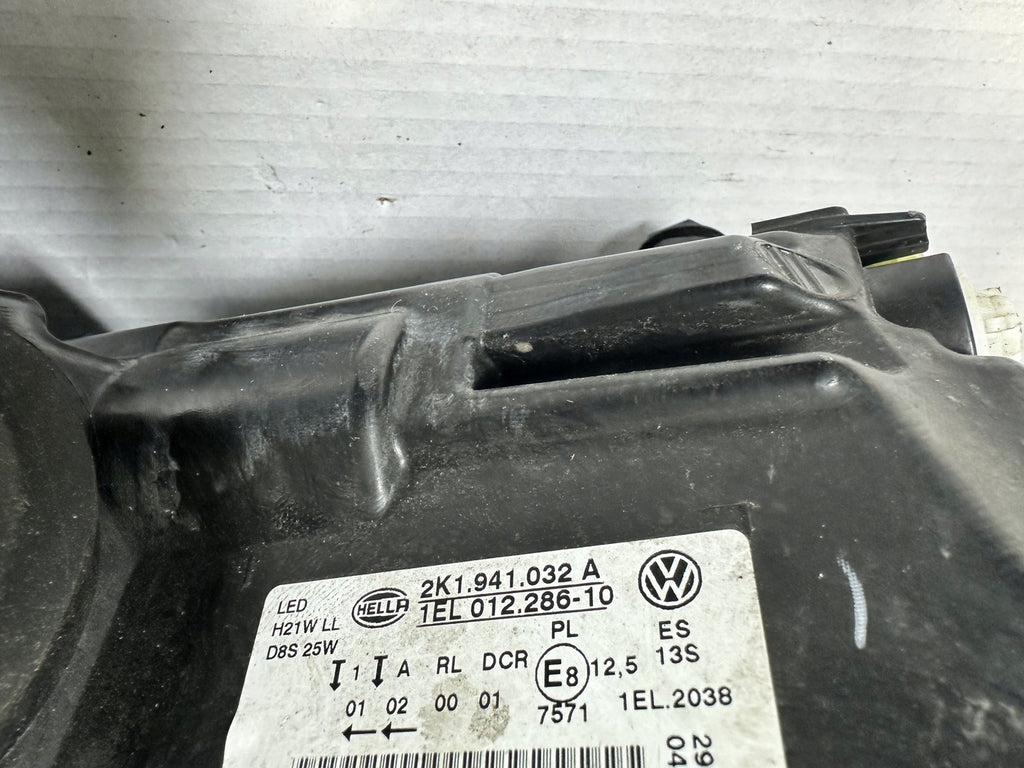 2K1.941.032 A
HELLA
1EL 012.286-10
LED
H21W LL
D8S 25W
PL ES
1 A RL DCR E8 12,5 13S
01 02 00 01 7571 1EL.2038
29
04